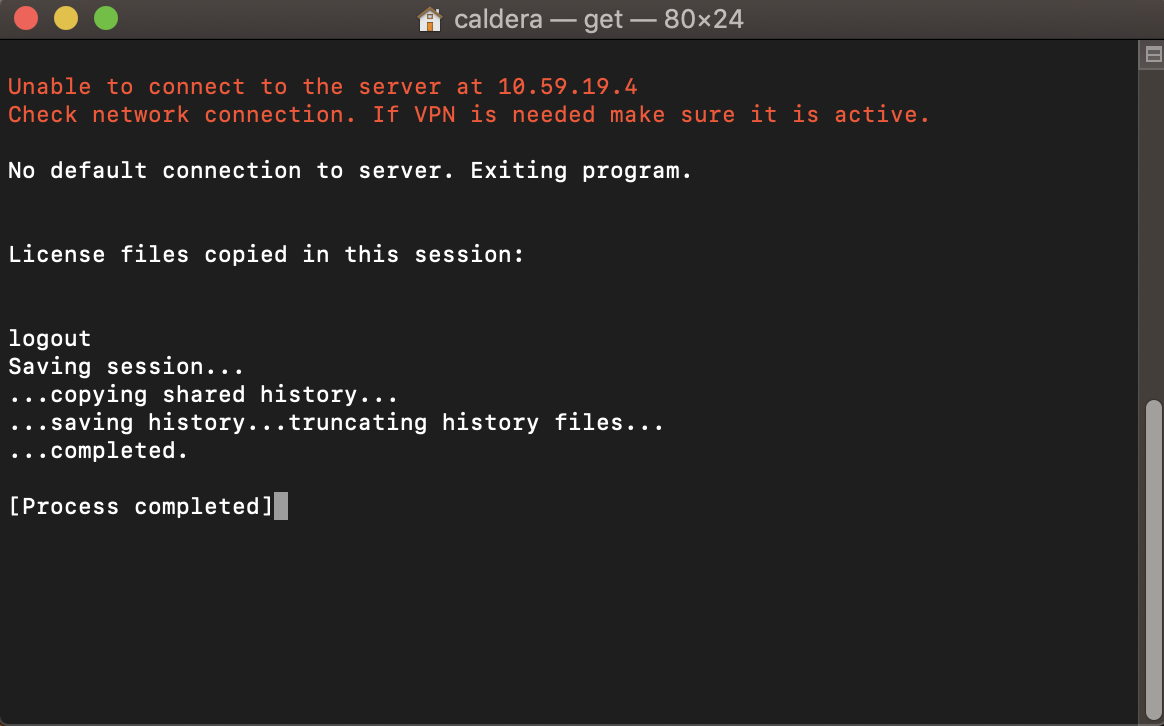 caldera — get — 80×24
Unable to connect to the server at 10.59.19.4
Check network connection. If VPN is needed make sure it is active.
No default connection to server. Exiting program.
License files copied in this session:
logout
Saving session...
...copying shared history...
...saving history...truncating history files...
...completed.
[Process completed]